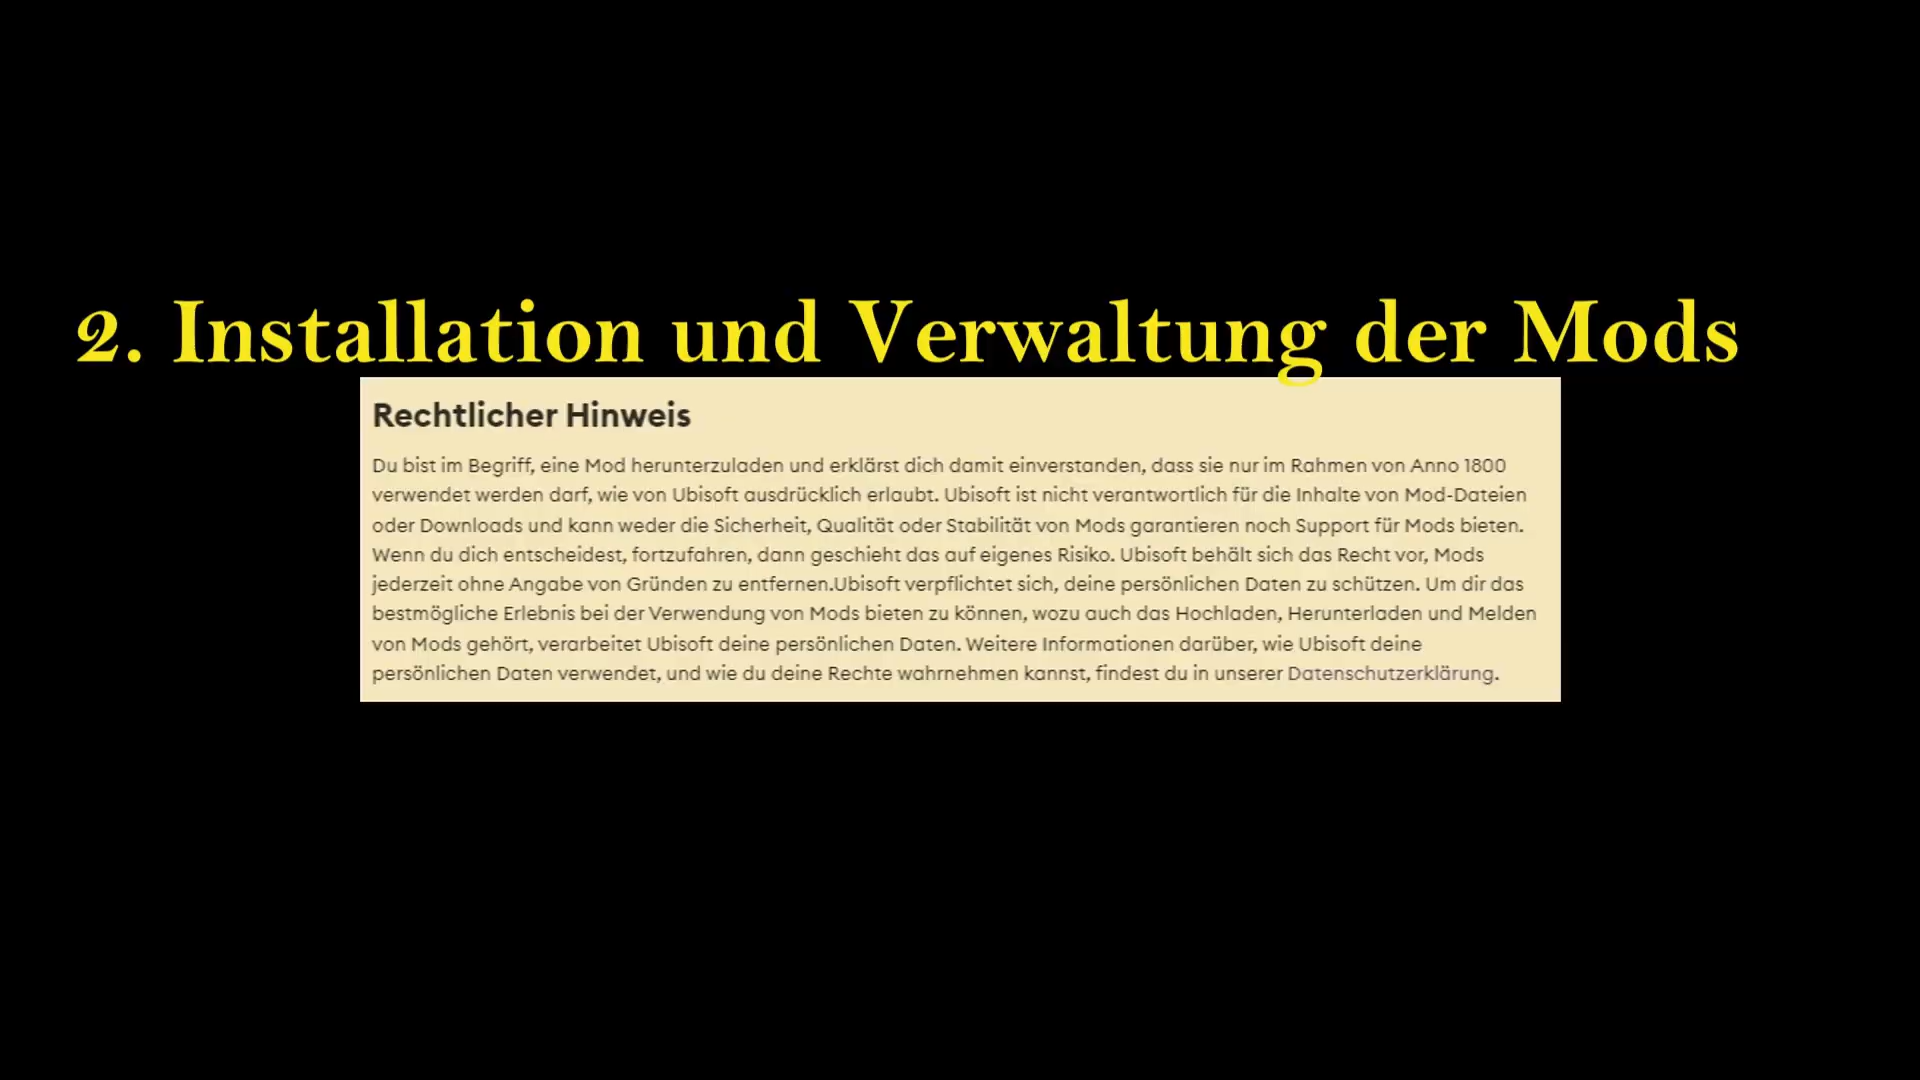 2. Installation und Verwaltung der Mods
Rechtlicher Hinweis
Du bist im Begriff, eine Mod herunterzuladen und erklärst dich damit einverstanden, dass sie nur im Rahmen von Anno 1800
verwendet werden darf, wie von Ubisoft ausdrücklich erlaubt. Ubisoft ist nicht verantwortlich für die Inhalte von Mod-Dateien
oder Downloads und kann weder die Sicherheit, Qualität oder Stabilität von Mods garantieren noch Support für Mods bieten.
Wenn du dich entscheidest, fortzufahren, dann geschieht das auf eigenes Risiko. Ubisoft behält sich das Recht vor, Mods
jederzeit ohne Angabe von Gründen zu entfernen.Ubisoft verpflichtet sich, deine persönlichen Daten zu schützen. Um dir das
bestmögliche Erlebnis bei der Verwendung von Mods bieten zu können, wozu auch das Hochladen, Herunterladen und Melden
von Mods gehört, verarbeitet Ubisoft deine persönlichen Daten. Weitere Informationen darüber, wie Ubisoft deine
persönlichen Daten verwendet, und wie du deine Rechte wahrnehmen kannst, findest du in unserer Datenschutzerklärung.